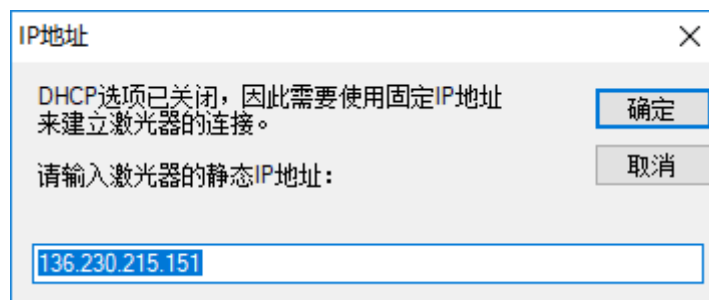 IP地址
DHCP选项已关闭，因此需要使用固定IP地址
来建立激光器的连接。
确定
请输入激光器的静态IP地址：
取消
136.230.215.151